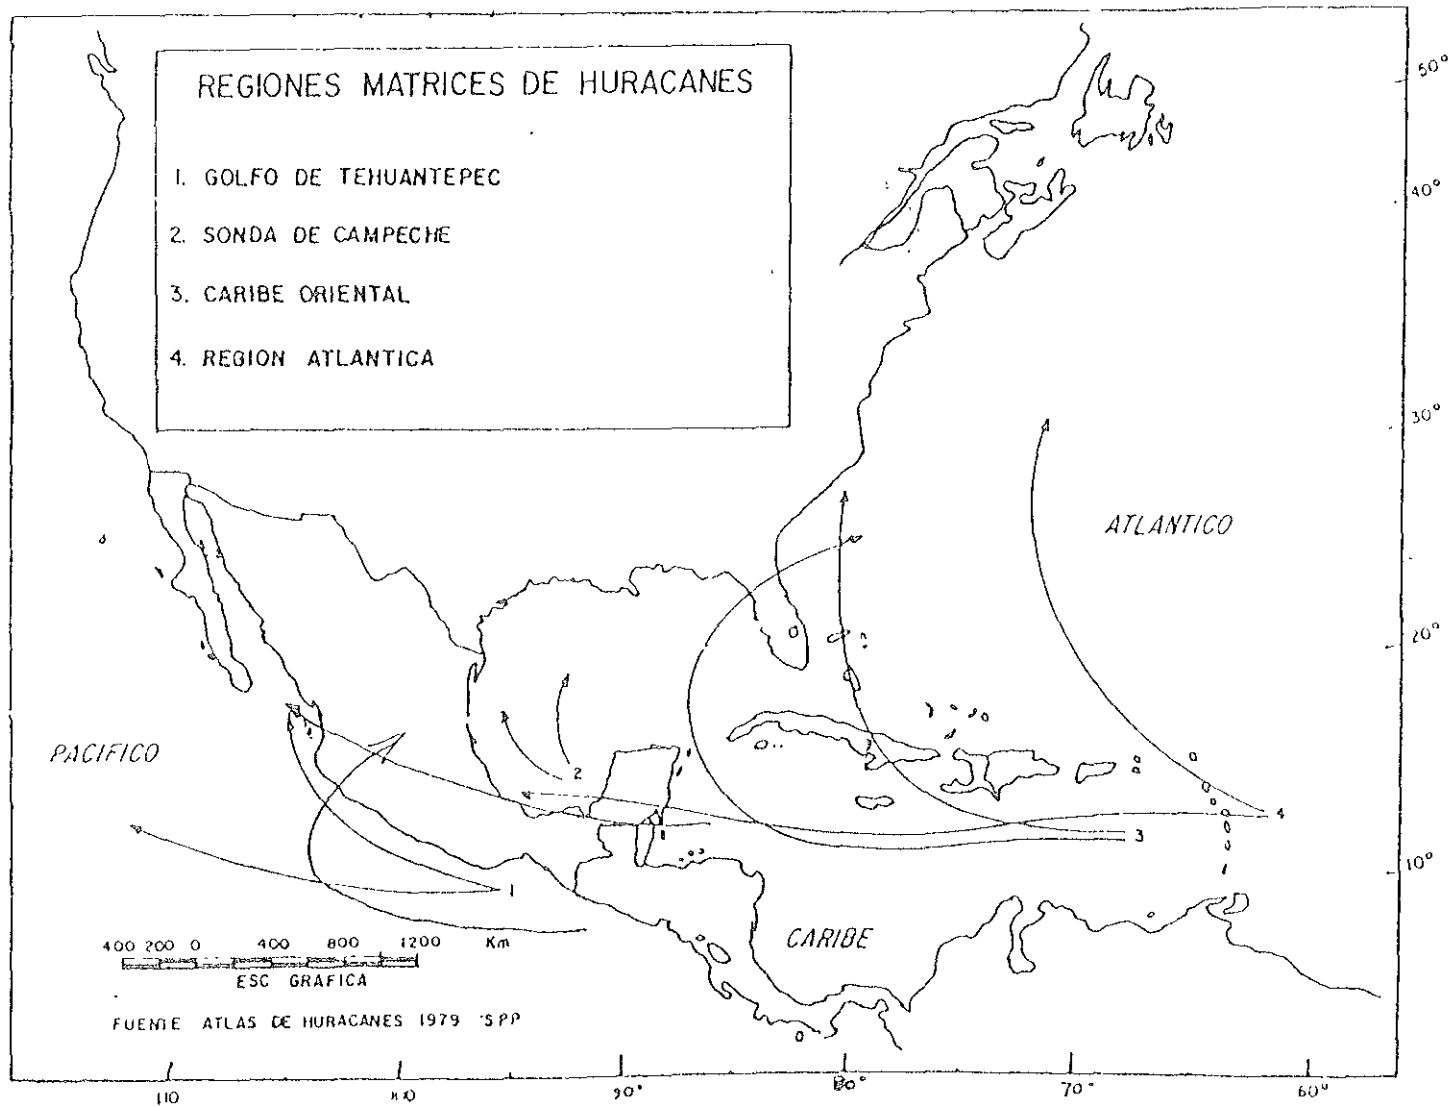 REGIONES MATRICES DE HURACANES
1. GOLFO DE TEHUANTEPEC
2. SONDA DE CAMPECHE
3. CARIBE ORIENTAL
4. REGION ATLANTICA
50°
40°
30°
ATLANTICO
20°
PACIFICO
2
4
3
10°
1
CARIBE
400 200 0 400 800 1200 Km
ESC GRAFICA
FUENTE ATLAS DE HURACANES 1979 SPP
110 90° 80° 70° 60°